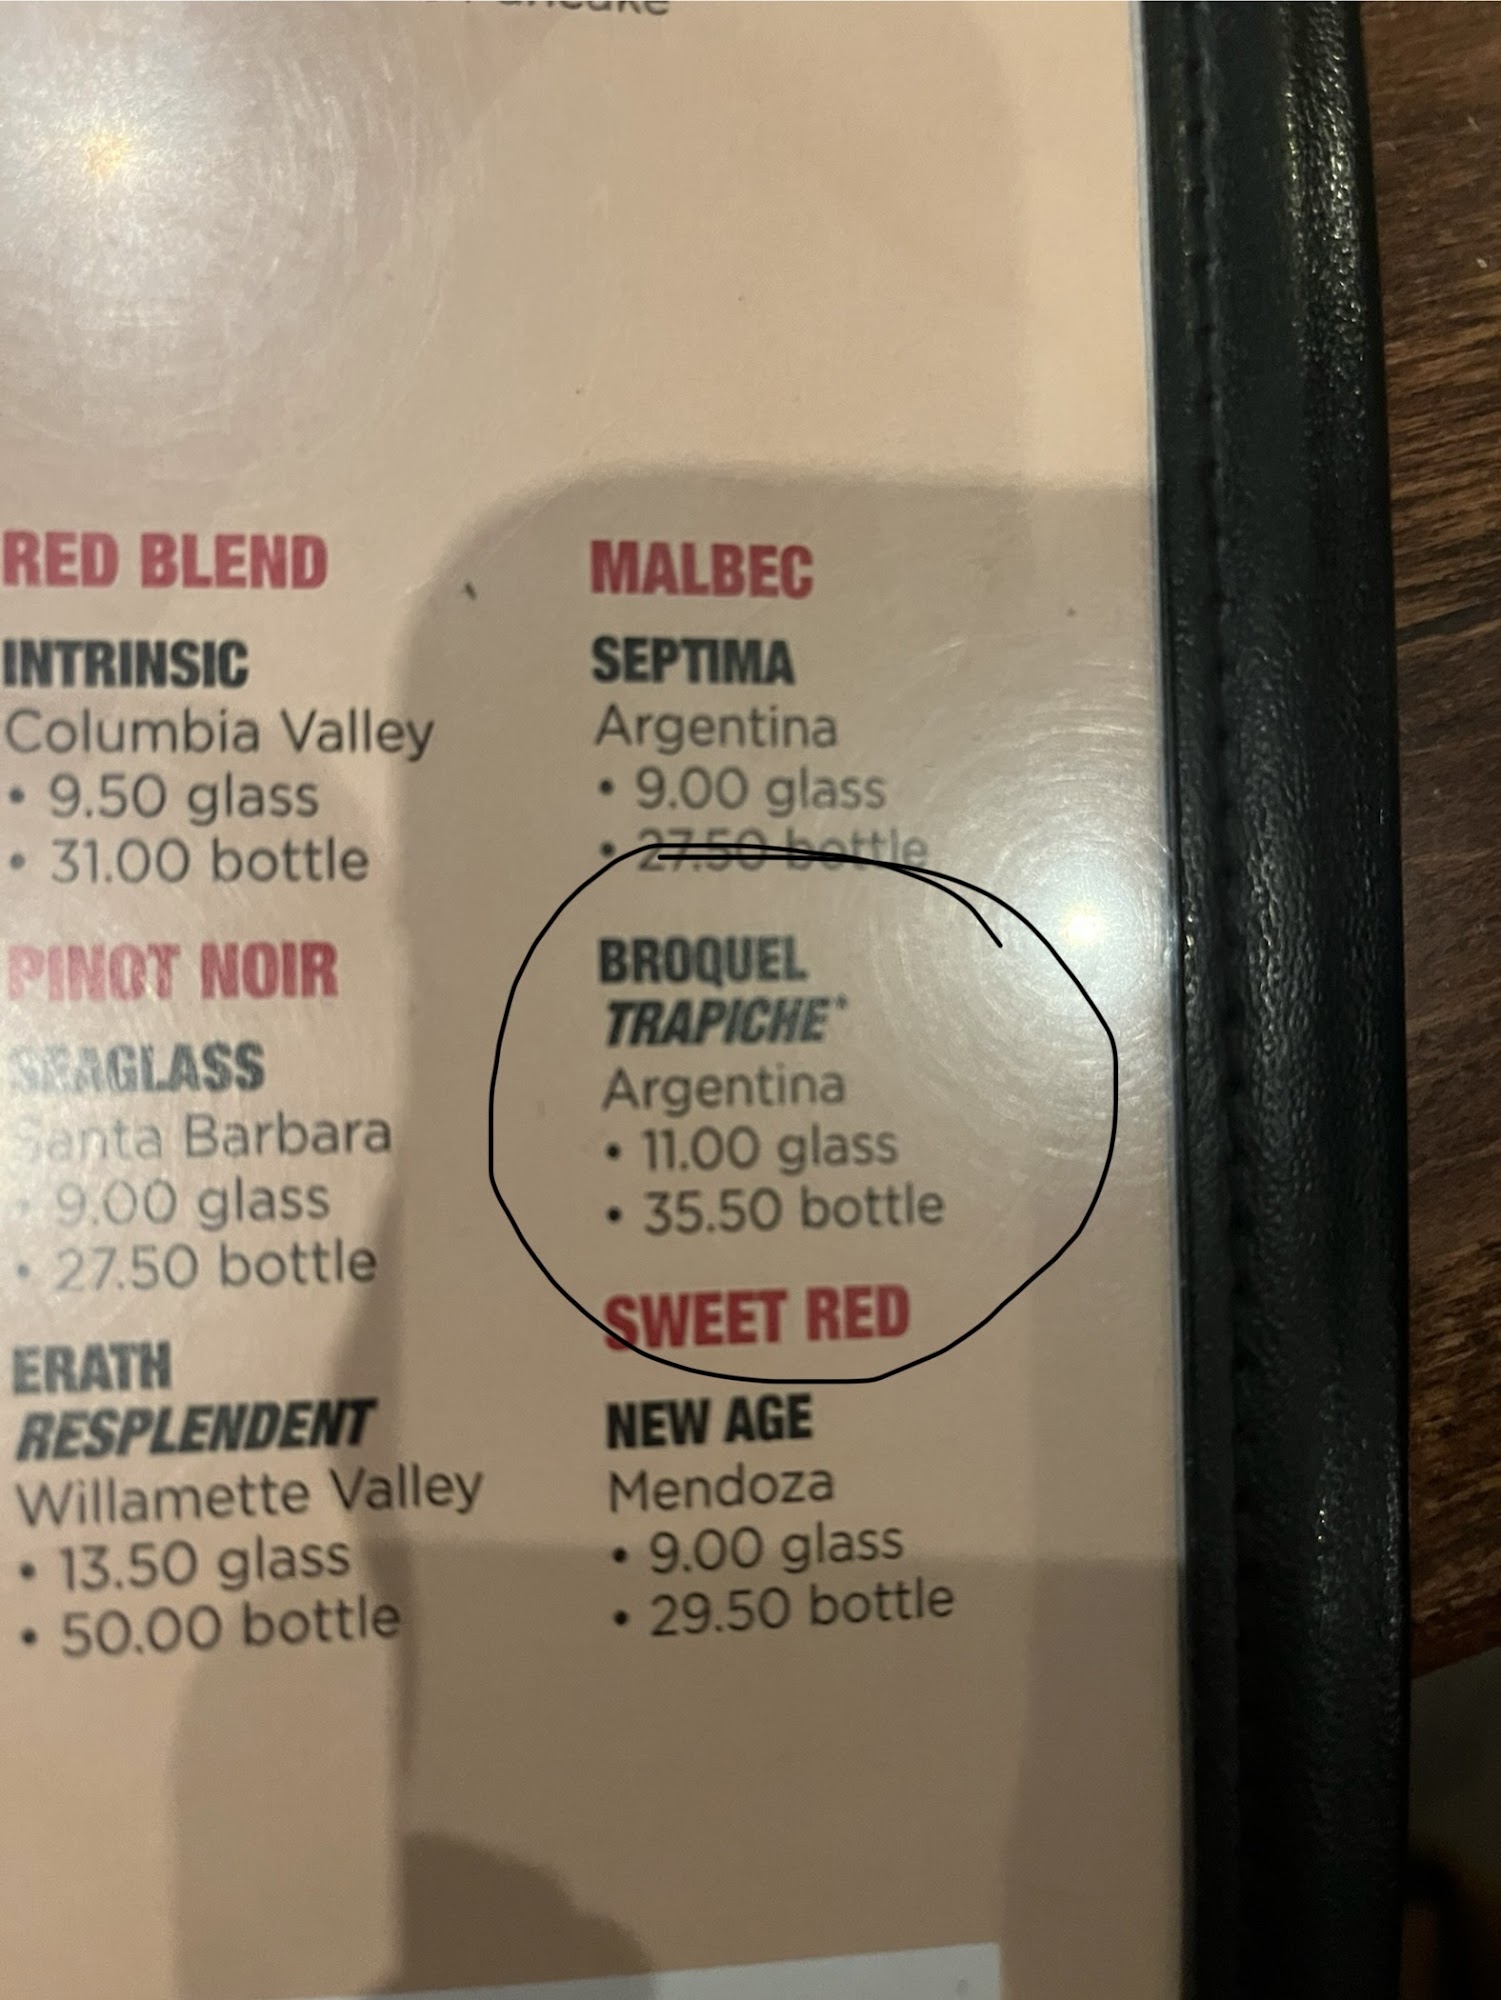 RED BLEND
INTRINSIC
Columbia Valley
• 9.50 glass
• 31.00 bottle
PINOT NOIR
SEAGLASS
Santa Barbara
• 9.00 glass
• 27.50 bottle
ERATH
RESPLENDENT
Willamette Valley
• 13.50 glass
• 50.00 bottle
MALBEC
SEPTIMA
Argentina
• 9.00 glass
• 27.50 bottle
BROQUEL
TRAPICHE*
Argentina
• 11.00 glass
• 35.50 bottle
SWEET RED
NEW AGE
Mendoza
• 9.00 glass
• 29.50 bottle